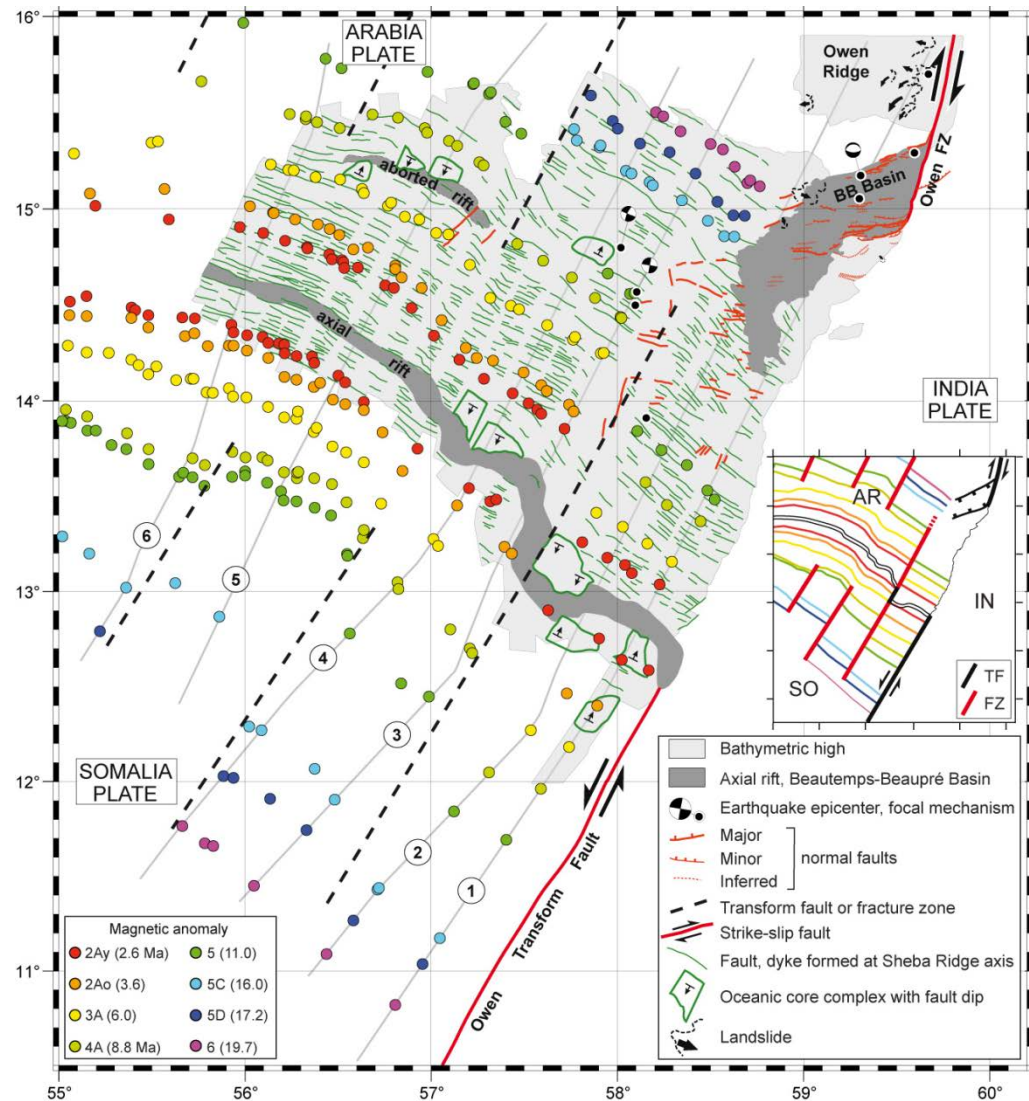 16°
15°
14°
13°
12°
11°
55°
56°
57°
58°
59°
60°
ARABIA
PLATE
Owen
Ridge
BB Basin
Owen FZ
aborted rift
axial
rift
INDIA
PLATE
6
5
4
3
2
1
SOMALIA
PLATE
Owen Transform Fault
AR
IN
SO
TF
FZ
Magnetic anomaly
2Ay (2.6 Ma)
5 (11.0)
2Ao (3.6)
5C (16.0)
3A (6.0)
5D (17.2)
4A (8.8 Ma)
6 (19.7)
Bathymetric high
Axial rift, Beautemps-Beaupré Basin
Earthquake epicenter, focal mechanism
Major
Minor
Inferred
normal faults
Transform fault or fracture zone
Strike-slip fault
Fault, dyke formed at Sheba Ridge axis
Oceanic core complex with fault dip
Landslide